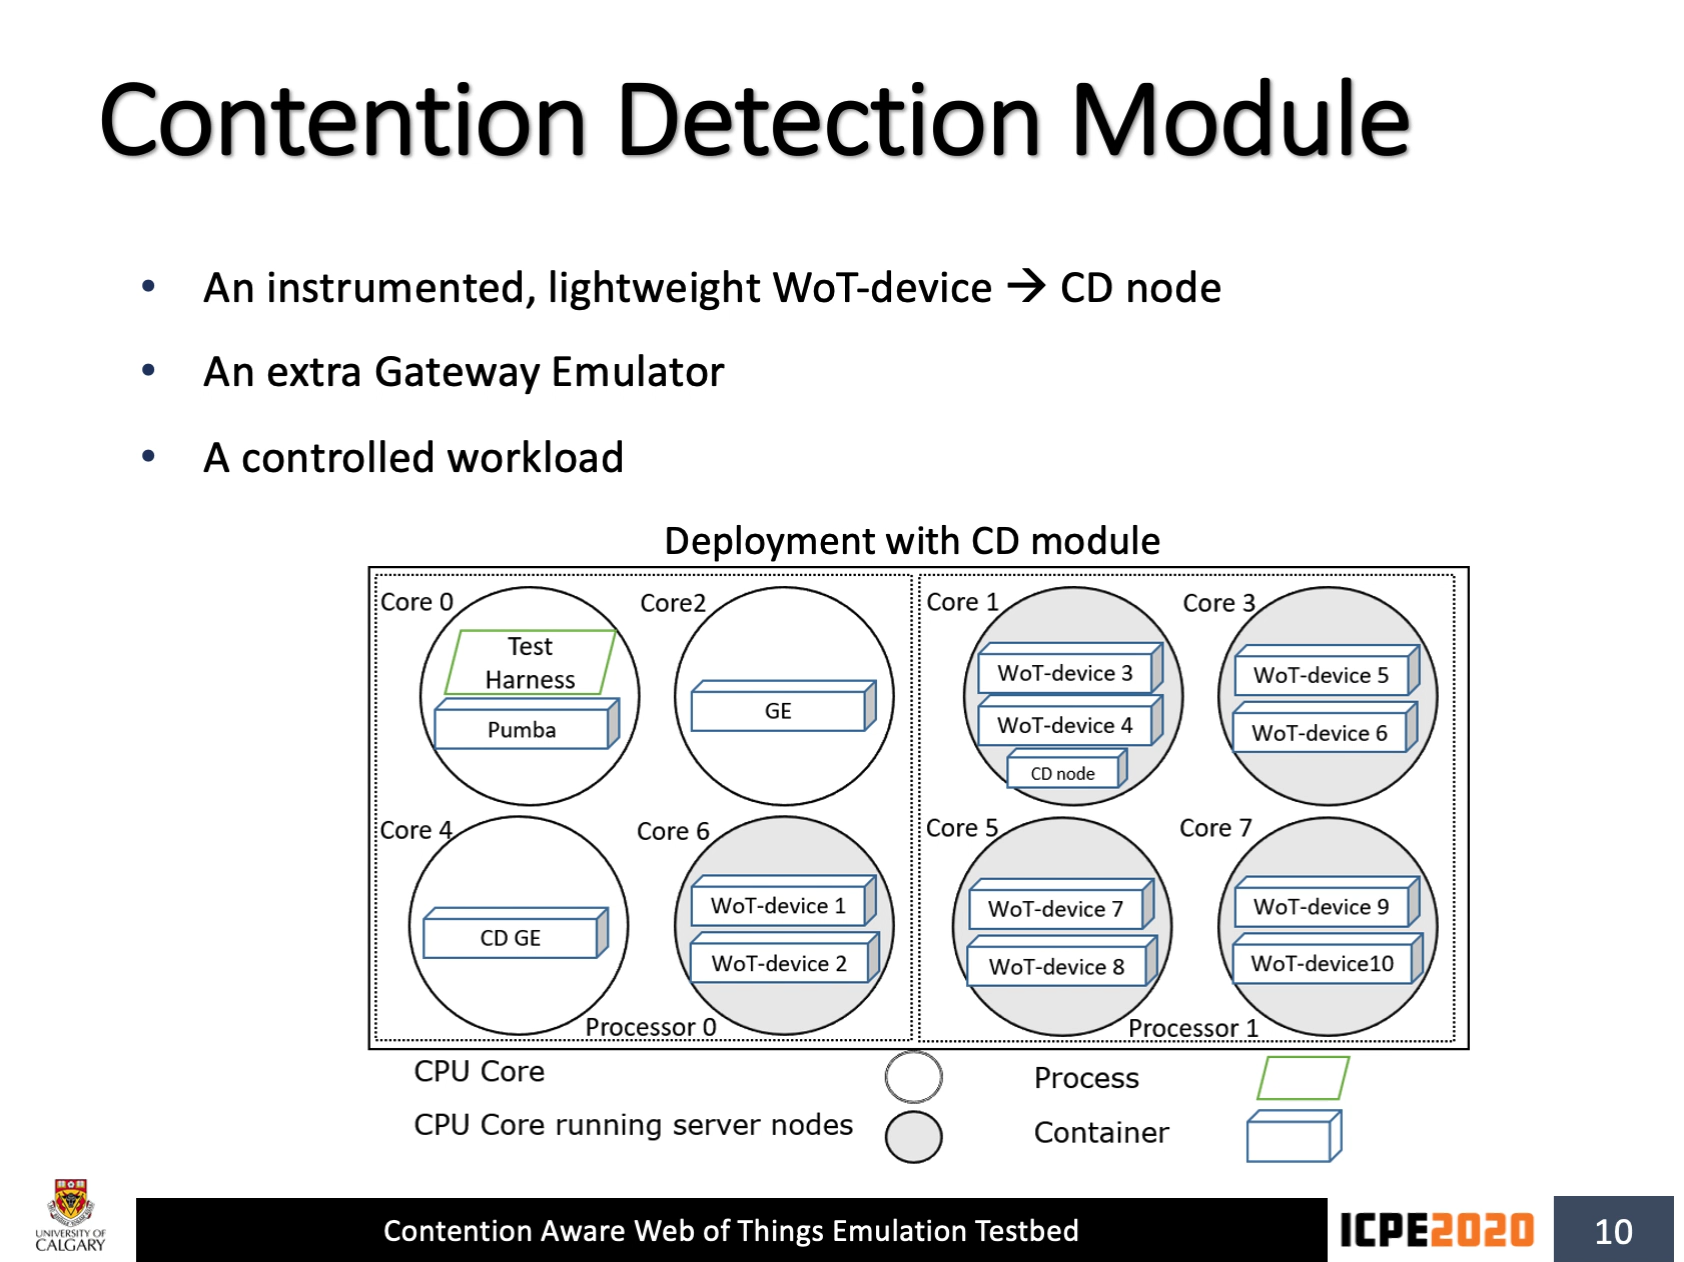 Contention Detection Module
• An instrumented, lightweight WoT-device → CD node
• An extra Gateway Emulator
• A controlled workload
Deployment with CD module
Core 0
Test
Harness
Pumba
Core2
GE
Core 4
CD GE
Core 6
WoT-device 1
WoT-device 2
Processor 0
Core 1
WoT-device 3
WoT-device 4
CD node
Core 3
WoT-device 5
WoT-device 6
Core 5
WoT-device 7
WoT-device 8
Core 7
WoT-device 9
WoT-device10
Processor 1
CPU Core
CPU Core running server nodes
Process
Container
UNIVERSITY OF
CALGARY
Contention Aware Web of Things Emulation Testbed
ICPE2020
10